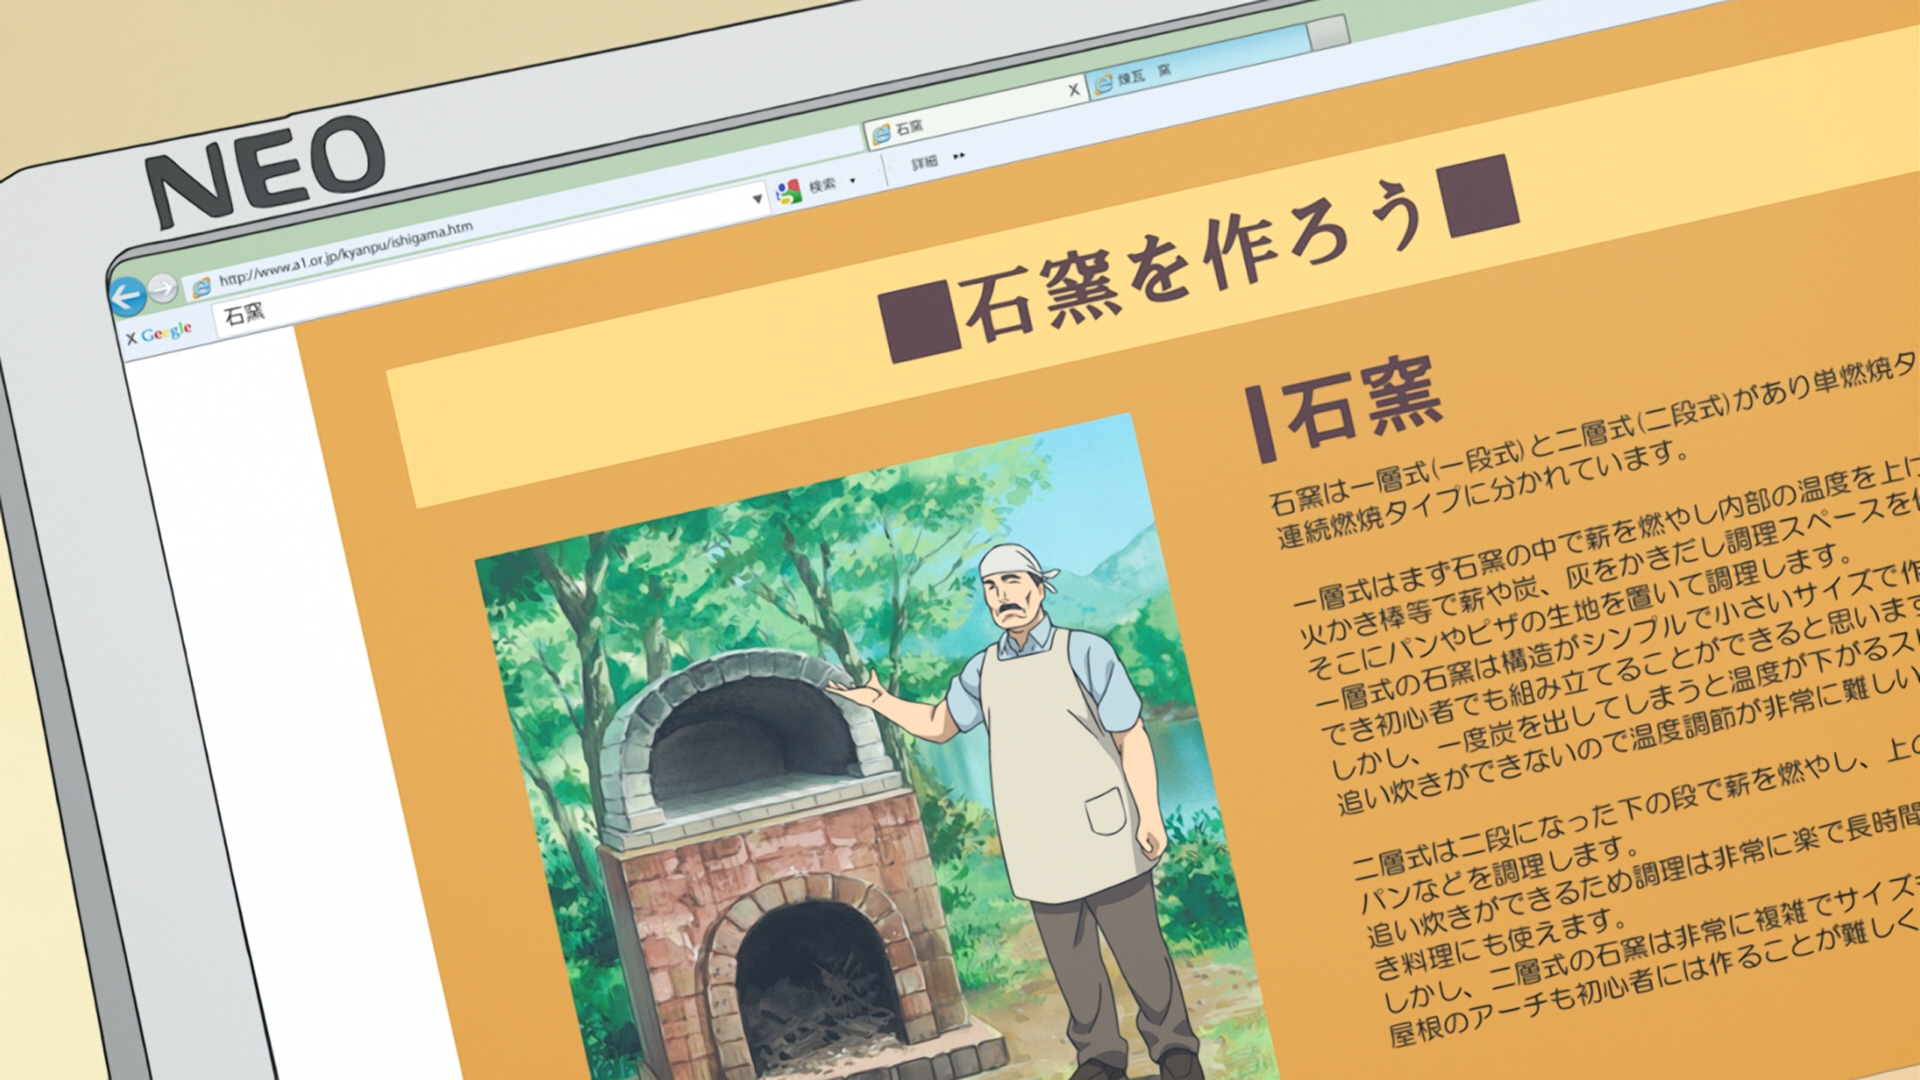 NEO
石窯
煉瓦 窯
http://www.a1.or.jp/kyanpu/ishigama.htm
X Geegle
石窯
検索
詳細
■石窯を作ろう■
石窯
石窯は一層式(一段式)と二層式(二段式)があり単燃焼タ
連続燃焼タイプに分かれています。
一層式はまず石窯の中で薪を燃やし内部の温度を上げ
火かき棒等で薪や炭、灰をかきだし調理スペースを作
そこにパンやピザの生地を置いて調理します。
一層式の石窯は構造がシンプルで小さいサイズで作
でき初心者でも組み立てることができると思います
しかし、一度炭を出してしまうと温度が下がるス
追い炊きができないので温度調節が非常に難しい
二層式は二段になった下の段で薪を燃やし、上の
パンなどを調理します。
追い炊きができるため調理は非常に楽で長時間
き料理にも使えます。
しかし、二層式の石窯は非常に複雑でサイズ
屋根のアーチも初心者には作ることが難しく